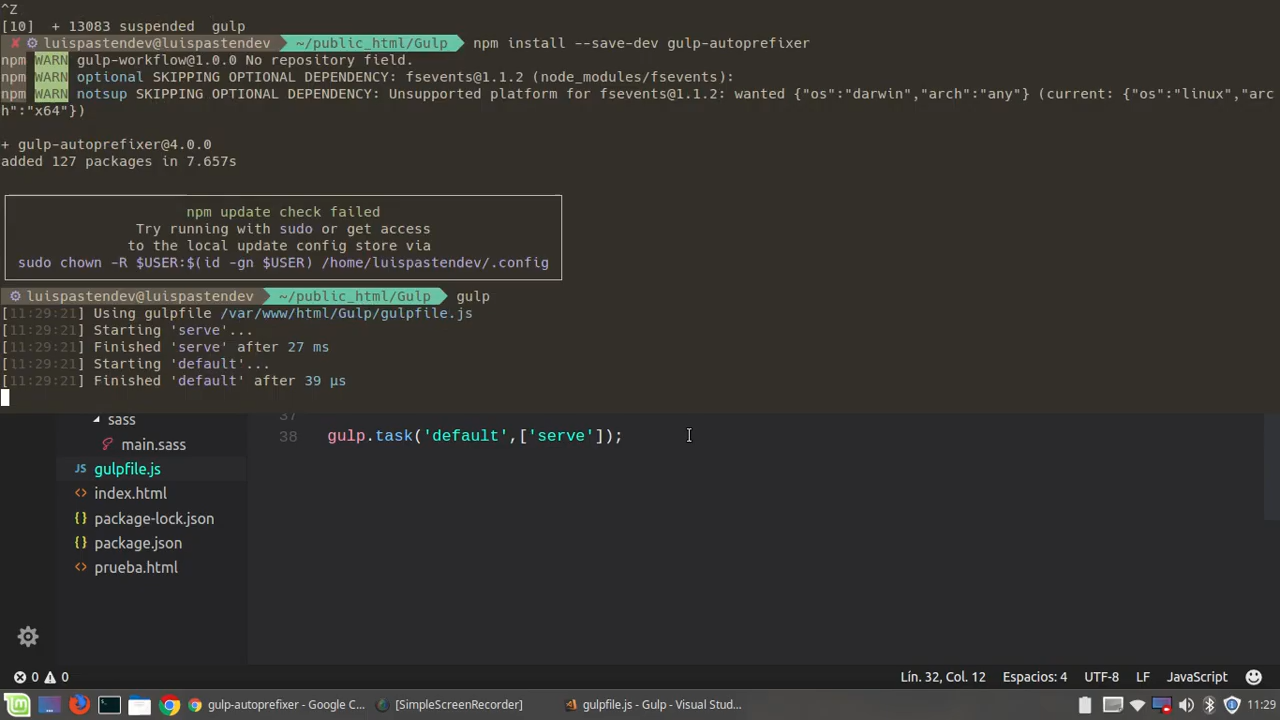 ^Z
[10]  + 13083 suspended  gulp
✘ ⚙ luispastendev@luispastendev  ~/public_html/Gulp  npm install --save-dev gulp-autoprefixer
npm WARN gulp-workflow@1.0.0 No repository field.
npm WARN optional SKIPPING OPTIONAL DEPENDENCY: fsevents@1.1.2 (node_modules/fsevents):
npm WARN notsup SKIPPING OPTIONAL DEPENDENCY: Unsupported platform for fsevents@1.1.2: wanted {"os":"darwin","arch":"any"} (current: {"os":"linux","arc
h":"x64"})
+ gulp-autoprefixer@4.0.0
added 127 packages in 7.657s
npm update check failed
Try running with sudo or get access
to the local update config store via
sudo chown -R $USER:$(id -gn $USER) /home/luispastendev/.config
⚙ luispastendev@luispastendev  ~/public_html/Gulp  gulp
[11:29:21] Using gulpfile /var/www/html/Gulp/gulpfile.js
[11:29:21] Starting 'serve'...
[11:29:21] Finished 'serve' after 27 ms
[11:29:21] Starting 'default'...
[11:29:21] Finished 'default' after 39 μs
37
sass
38 gulp.task('default',['serve']);
main.sass
JS gulpfile.js
<> index.html
{} package-lock.json
{} package.json
<> prueba.html
0 0 Lín. 32, Col. 12 Espacios: 4 UTF-8 LF JavaScript
gulp-autoprefixer - Google C... [SimpleScreenRecorder] gulpfile.js - Gulp - Visual Stud... 11:29